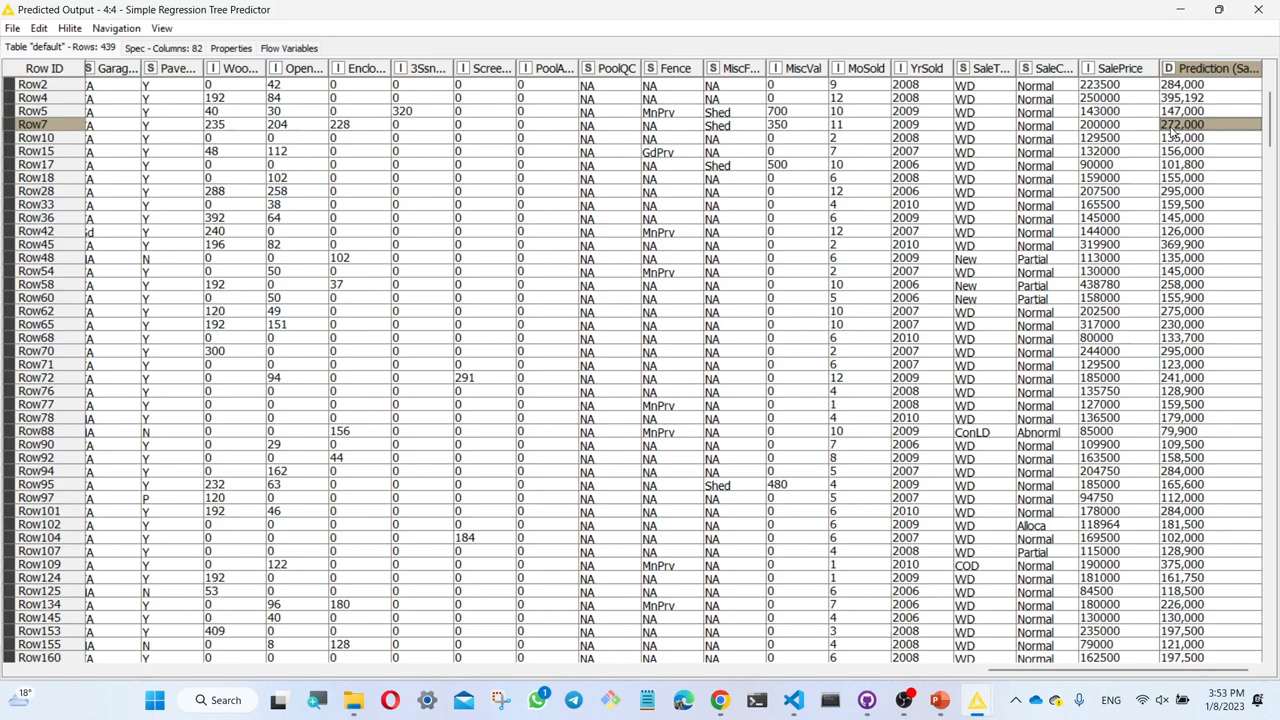 Predicted Output - 4:4 - Simple Regression Tree Predictor
File Edit Hilite Navigation View
Table "default" - Rows: 439 Spec - Columns: 82 Properties Flow Variables
Row ID S Garag... S Pave... I Woo... I Open... I Enclo... I 3Ssn... I Scree... I PoolA... S PoolQC S Fence S MiscF... I MiscVal I MoSold I YrSold S SaleT... S SaleC... I SalePrice D Prediction (Sa...
Row2 'A Y 0 42 0 0 0 0 NA NA NA 0 9 2008 WD Normal 223500 284,000
Row4 'A Y 192 84 0 0 0 0 NA NA NA 0 12 2008 WD Normal 250000 395,192
Row5 'A Y 40 30 0 320 0 0 NA MnPrv Shed 700 10 2009 WD Normal 143000 147,000
Row7 'A Y 235 204 228 0 0 0 NA NA Shed 350 11 2009 WD Normal 200000 272,000
Row10 'A Y 0 0 0 0 0 0 NA NA NA 0 2 2008 WD Normal 129500
Row15 'A Y 48 112 0 0 0 0 NA GdPrv NA 0 7 2007 WD Normal 132000 156,000
Row17 'A Y 0 0 0 0 0 0 NA NA Shed 500 10 2006 WD Normal 90000 101,800
Row18 'A Y 0 102 0 0 0 0 NA NA NA 0 6 2008 WD Normal 159000 155,000
Row28 'A Y 288 258 0 0 0 0 NA NA NA 0 12 2006 WD Normal 207500 295,000
Row33 'A Y 0 38 0 0 0 0 NA NA NA 0 4 2010 WD Normal 165500 159,500
Row36 'A Y 392 64 0 0 0 0 NA NA NA 0 6 2009 WD Normal 145000 145,000
Row42 id Y 240 0 0 0 0 0 NA MnPrv NA 0 12 2007 WD Normal 144000 126,000
Row45 'A Y 196 82 0 0 0 0 NA NA NA 0 2 2010 WD Normal 319900 369,900
Row48 IA N 0 0 102 0 0 0 NA NA NA 0 6 2009 New Partial 113000 135,000
Row54 'A Y 0 50 0 0 0 0 NA MnPrv NA 0 2 2007 WD Normal 130000 145,000
Row58 'A Y 192 0 37 0 0 0 NA NA NA 0 10 2006 New Partial 438780 258,000
Row60 'A Y 0 50 0 0 0 0 NA NA NA 0 5 2006 New Partial 158000 155,900
Row62 'A Y 120 49 0 0 0 0 NA NA NA 0 10 2007 WD Normal 202500 275,000
Row65 'A Y 192 151 0 0 0 0 NA NA NA 0 10 2007 WD Normal 317000 230,000
Row68 'A Y 0 0 0 0 0 0 NA NA NA 0 6 2010 WD Normal 80000 133,700
Row70 'A Y 300 0 0 0 0 0 NA NA NA 0 2 2007 WD Normal 244000 295,000
Row71 'A Y 0 0 0 0 0 0 NA NA NA 0 6 2007 WD Normal 129500 123,000
Row72 'A Y 0 94 0 0 291 0 NA NA NA 0 12 2009 WD Normal 185000 241,000
Row76 'A Y 0 0 0 0 0 0 NA NA NA 0 4 2008 WD Normal 135750 128,900
Row77 'A Y 0 0 0 0 0 0 NA MnPrv NA 0 1 2008 WD Normal 127000 159,500
Row78 'A Y 0 0 0 0 0 0 NA NA NA 0 4 2010 WD Normal 136500 179,000
Row88 IA N 0 0 156 0 0 0 NA MnPrv NA 0 10 2009 ConLD Abnorml 85000 79,900
Row90 'A Y 0 29 0 0 0 0 NA NA NA 0 7 2006 WD Normal 109900 109,500
Row92 'A Y 0 0 44 0 0 0 NA NA NA 0 8 2009 WD Normal 163500 158,500
Row94 'A Y 0 162 0 0 0 0 NA NA NA 0 5 2007 WD Normal 204750 284,000
Row95 'A Y 232 63 0 0 0 0 NA NA Shed 480 4 2009 WD Normal 185000 165,600
Row97 'A P 120 0 0 0 0 0 NA NA NA 0 5 2007 WD Normal 94750 112,000
Row101 'A Y 192 46 0 0 0 0 NA NA NA 0 6 2010 WD Normal 178000 284,000
Row102 'A Y 0 0 0 0 0 0 NA NA NA 0 6 2009 WD Alloca 118964 181,500
Row104 'A Y 0 0 0 0 184 0 NA NA NA 0 6 2007 WD Normal 169500 102,000
Row107 'A Y 0 0 0 0 0 0 NA NA NA 0 4 2008 WD Partial 115000 128,900
Row109 'A Y 0 122 0 0 0 0 NA MnPrv NA 0 1 2010 COD Normal 190000 375,000
Row124 'A Y 192 0 0 0 0 0 NA NA NA 0 1 2009 WD Normal 181000 161,750
Row125 IA N 53 0 0 0 0 0 NA NA NA 0 6 2006 WD Normal 84500 118,500
Row134 'A Y 0 96 180 0 0 0 NA MnPrv NA 0 7 2006 WD Normal 180000 226,000
Row145 'A Y 0 40 0 0 0 0 NA NA NA 0 4 2006 WD Normal 130000 130,000
Row153 'A Y 409 0 0 0 0 0 NA NA NA 0 3 2008 WD Normal 235000 197,500
Row155 IA N 0 8 128 0 0 0 NA NA NA 0 5 2008 WD Normal 79000 121,000
Row160 'A Y 0 0 0 0 0 0 NA NA NA 0 6 2008 WD Normal 162500 197,500
18° Search 1 ENG 3:53 PM
1/8/2023